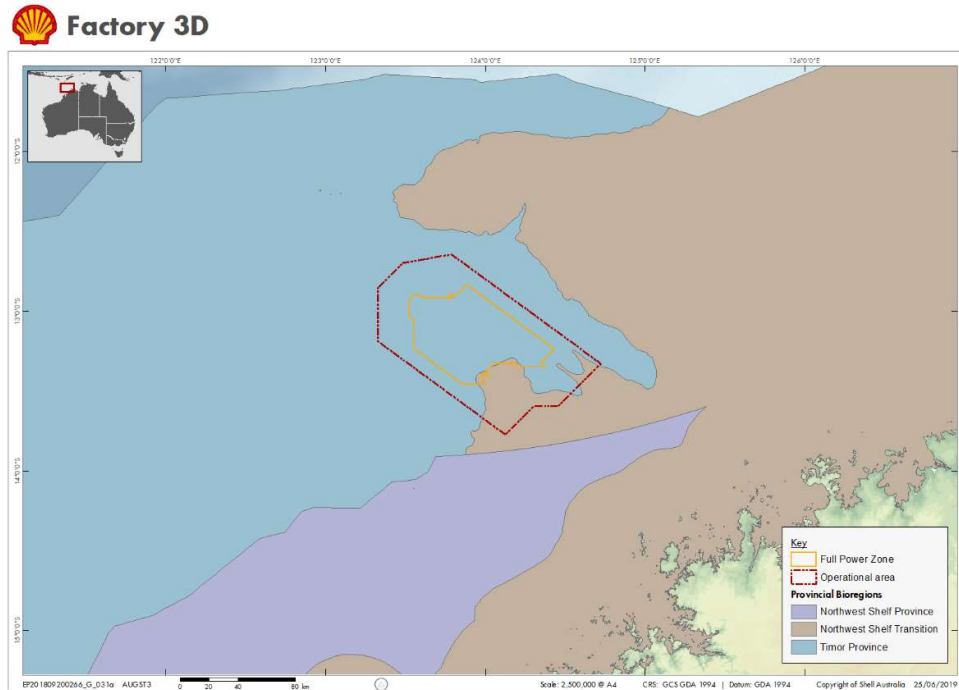 Factory 3D
122°0'0"E 123°0'0"E 124°0'0"E 125°0'0"E 126°0'0"E
12°0'0"S
13°0'0"S
14°0'0"S
15°0'0"S
Key
Full Power Zone
Operational area
Provincial Bioregions
Northwest Shelf Province
Northwest Shelf Transition
Timor Province
EP201809200266_G_031a AUGST3
0 20 40 80 km
Scale: 2,500,000 @ A4 CRS: GCS GDA 1994 | Datum: GDA 1994 Copyright of Shell Australia 25/06/2019